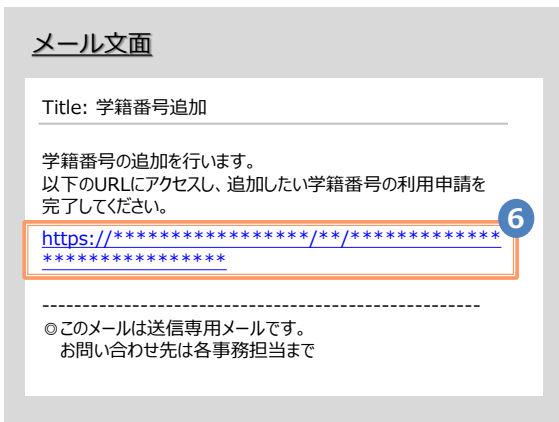 メール文面
Title: 学籍番号追加
学籍番号の追加を行います。
以下のURLにアクセスし、追加したい学籍番号の利用申請を
完了してください。
6
https://*****************/**/*************
****************
------------------------------------------------------
◎このメールは送信専用メールです。
お問い合わせ先は各事務担当まで